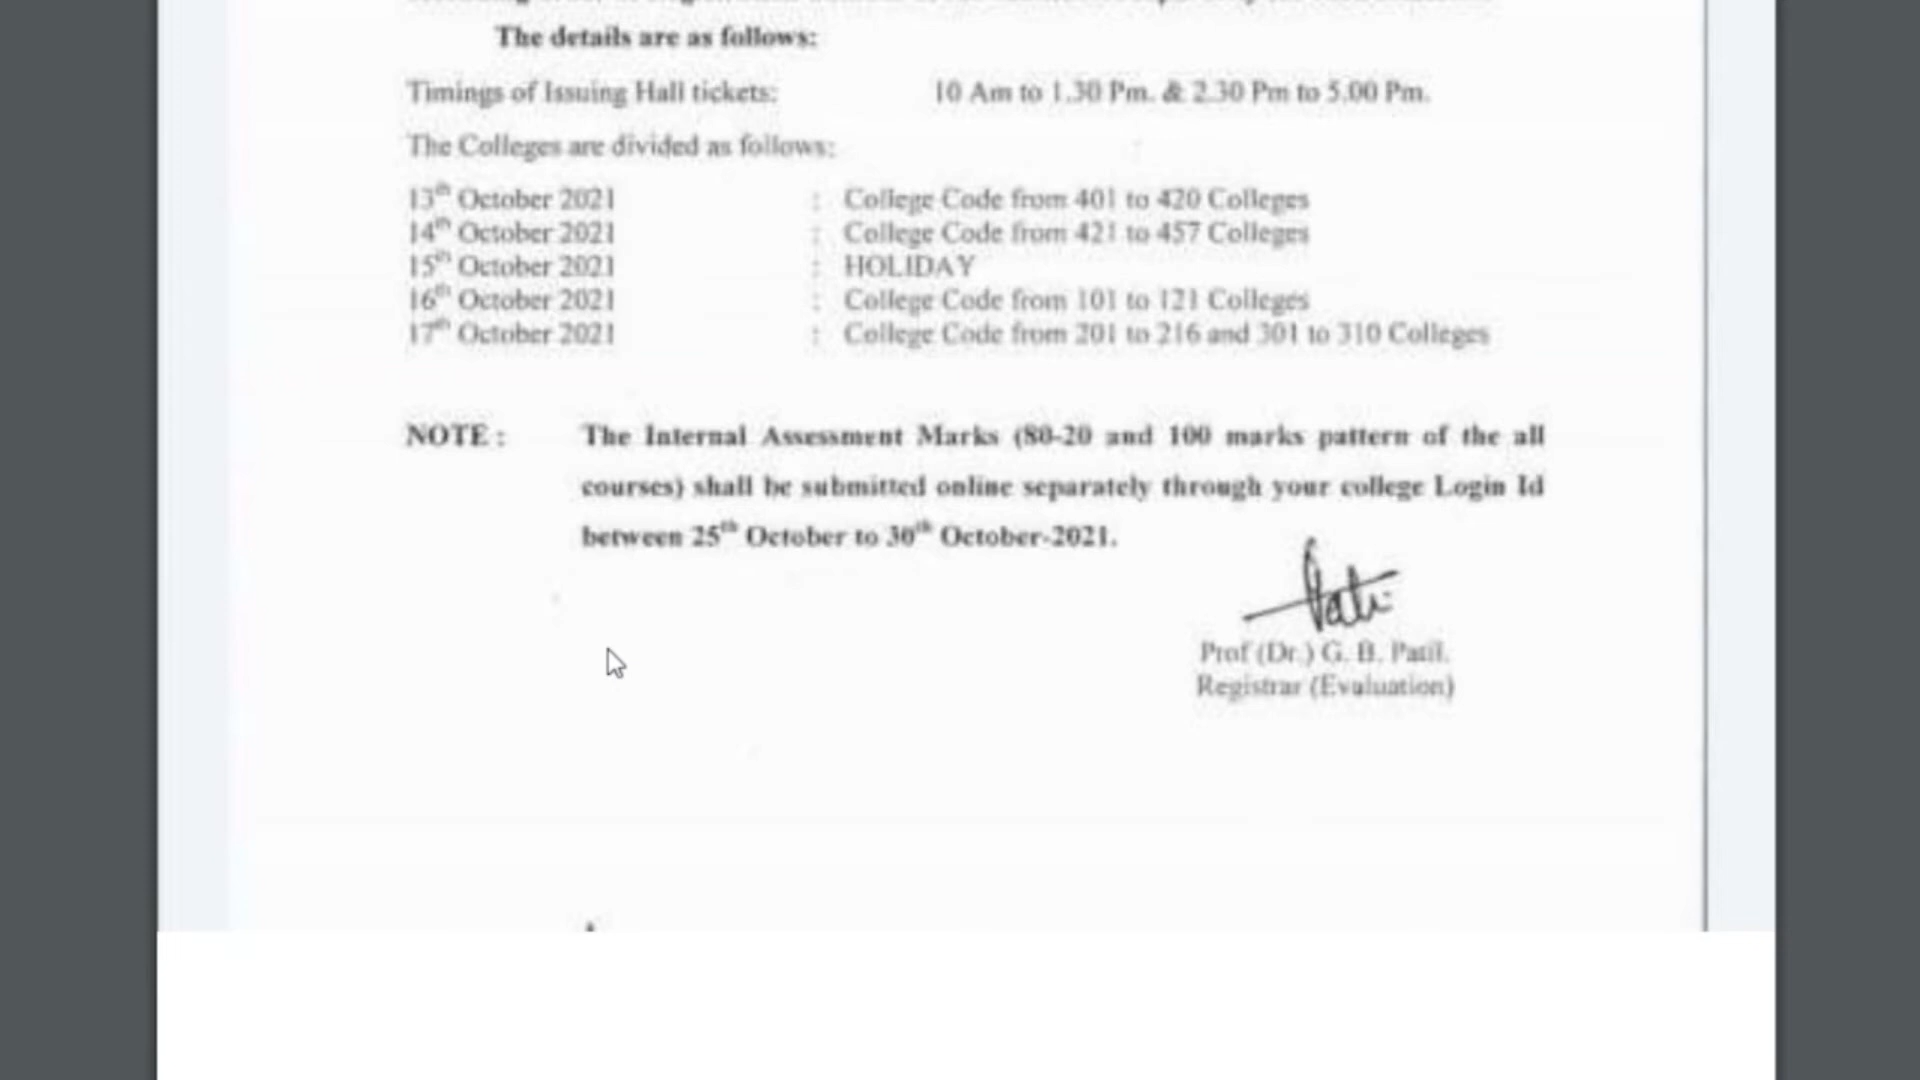 The details are as follows:
Timings of Issuing Hall tickets: 10 Am to 1.30 Pm. & 2.30 Pm to 5.00 Pm.
The Colleges are divided as follows:
13th October 2021 : College Code from 401 to 420 Colleges
14th October 2021 : College Code from 421 to 457 Colleges
15th October 2021 : HOLIDAY
16th October 2021 : College Code from 101 to 121 Colleges
17th October 2021 : College Code from 201 to 216 and 301 to 310 Colleges
NOTE : The Internal Assessment Marks (80-20 and 100 marks pattern of the all
courses) shall be submitted online separately through your college Login Id
between 25th October to 30th October-2021.
Prof (Dr.) G. B. Patil.
Registrar (Evaluation)